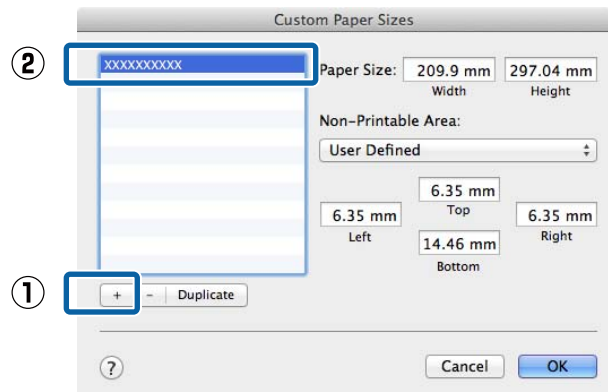 Custom Paper Sizes
② XXXXXXXXXX
Paper Size: 209.9 mm 297.04 mm
Width Height
Non-Printable Area:
User Defined
6.35 mm
Top
6.35 mm 6.35 mm
Left Right
14.46 mm
Bottom
① + - Duplicate
? Cancel OK